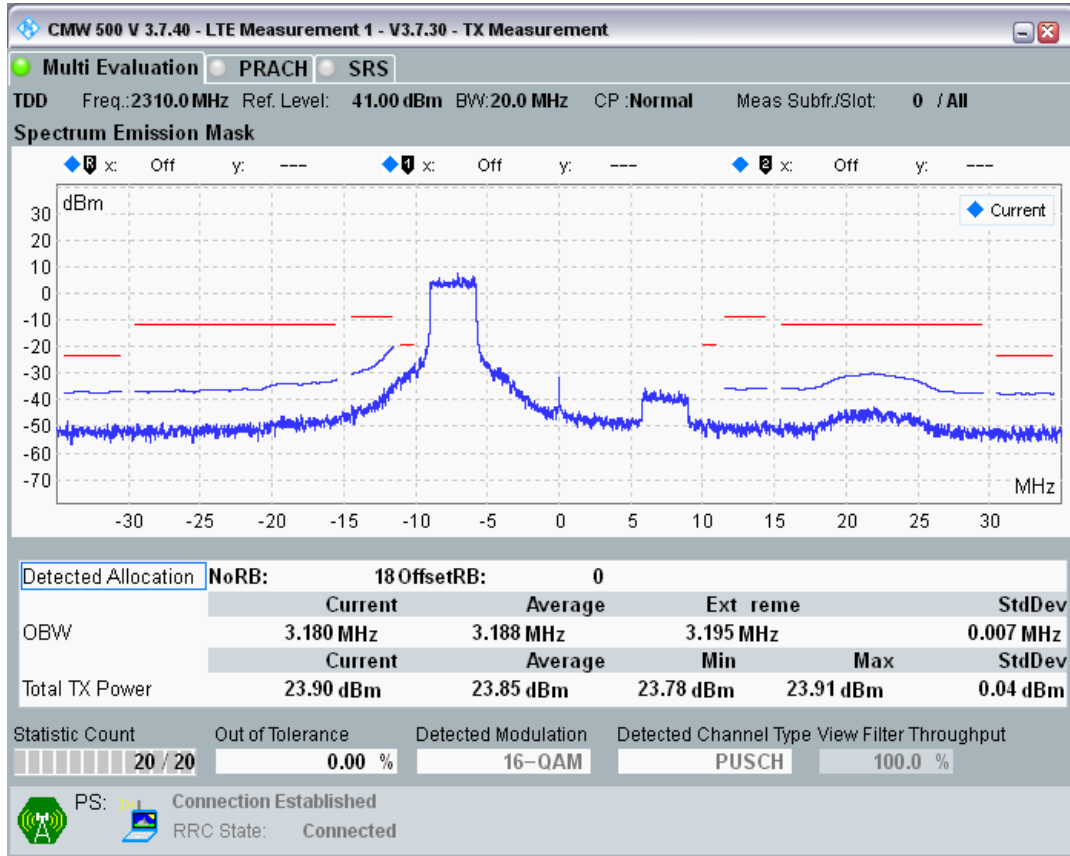 CMW 500 V 3.7.40 - LTE Measurement 1 - V3.7.30 - TX Measurement
Multi Evaluation PRACH SRS
TDD Freq.:2310.0 MHz Ref. Level: 41.00 dBm BW:20.0 MHz CP :Normal Meas Subfr./Slot: 0 / All
Spectrum Emission Mask
R x: Off y: --- 1 x: Off y: --- 2 x: Off y: ---
dBm
Current
30
20
10
0
-10
-20
-30
-40
-50
-60
-70
MHz
-30 -25 -20 -15 -10 -5 0 5 10 15 20 25 30
Detected Allocation NoRB: 18 OffsetRB: 0
Current Average Ext reme StdDev
OBW 3.180 MHz 3.188 MHz 3.195 MHz 0.007 MHz
Current Average Min Max StdDev
Total TX Power 23.90 dBm 23.85 dBm 23.78 dBm 23.91 dBm 0.04 dBm
Statistic Count Out of Tolerance Detected Modulation Detected Channel Type View Filter Throughput
20 / 20 0.00 % 16-QAM PUSCH 100.0 %
PS: Connection Established
RRC State: Connected